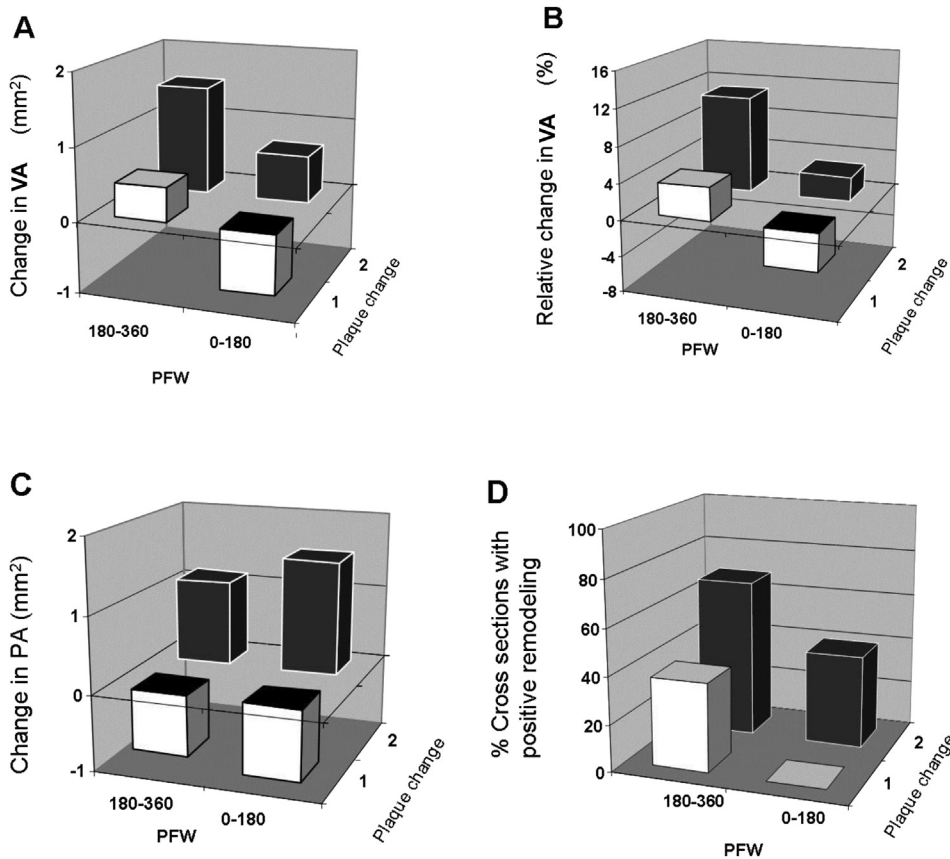 A
Change in VA (mm²)
2
1
0
-1
180-360
0-180
PFW
1
2
Plaque change
B
Relative change in VA (%)
16
12
8
4
0
-4
-8
180-360
0-180
PFW
1
2
Plaque change
C
Change in PA (mm²)
2
1
0
-1
180-360
0-180
PFW
1
2
Plaque change
D
% Cross sections with
positive remodeling
100
80
60
40
20
0
180-360
0-180
PFW
1
2
Plaque change